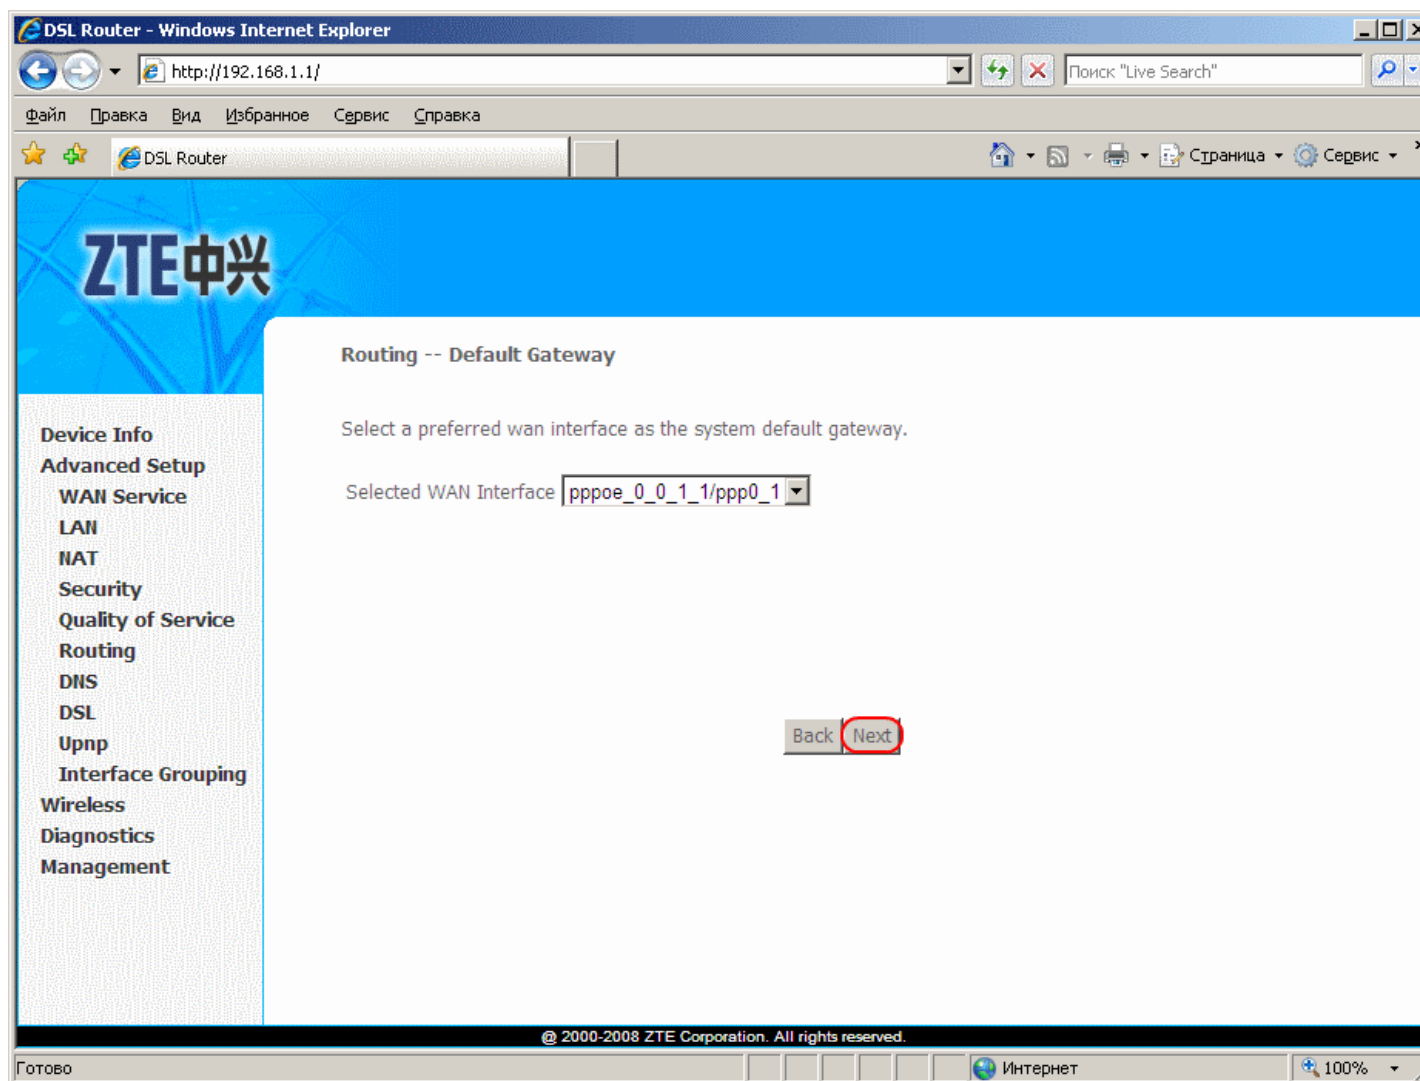 DSL Router - Windows Internet Explorer
http://192.168.1.1/
Поиск "Live Search"
Файл Правка Вид Избранное Сервис Справка
DSL Router
Страница Сервис
ZTE中兴
Routing -- Default Gateway
Select a preferred wan interface as the system default gateway.
Selected WAN Interface pppoe_0_0_1_1/ppp0_1
Back Next
Device Info
Advanced Setup
WAN Service
LAN
NAT
Security
Quality of Service
Routing
DNS
DSL
Upnp
Interface Grouping
Wireless
Diagnostics
Management
@ 2000-2008 ZTE Corporation. All rights reserved.
Готово Интернет 100%